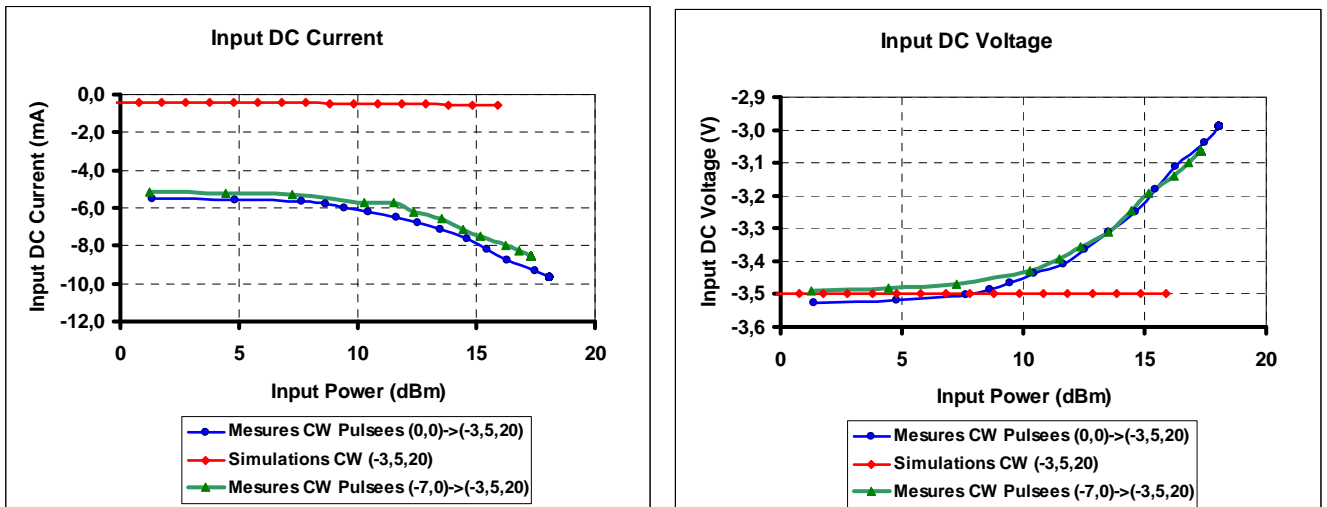 Input DC Current
Input DC Current (mA)
0,0
-2,0
-4,0
-6,0
-8,0
-10,0
-12,0
0 5 10 15 20
Input Power (dBm)
Mesures CW Pulsees (0,0)->(-3,5,20)
Simulations CW (-3,5,20)
Mesures CW Pulsees (-7,0)->(-3,5,20)
Input DC Voltage
Input DC Voltage (V)
-2,9
-3,0
-3,1
-3,2
-3,3
-3,4
-3,5
-3,6
0 5 10 15 20
Input Power (dBm)
Mesures CW Pulsees (0,0)->(-3,5,20)
Simulations CW (-3,5,20)
Mesures CW Pulsees (-7,0)->(-3,5,20)